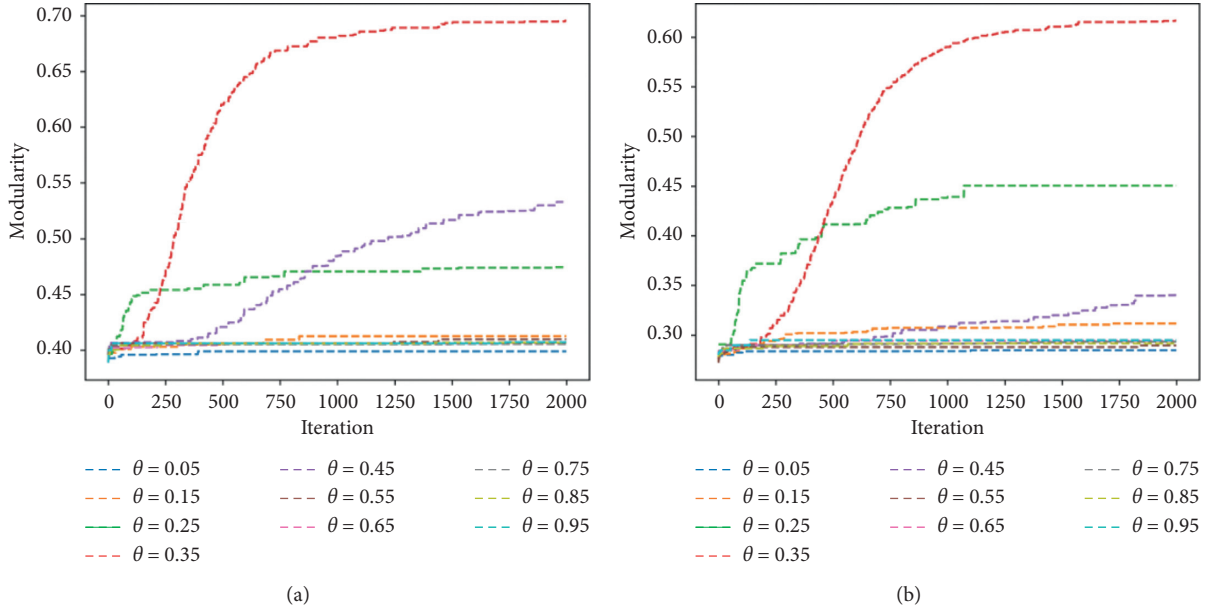 0.70
0.65
0.60
0.55
0.50
0.45
0.40
Modularity
0 250 500 750 1000 1250 1500 1750 2000
Iteration
θ = 0.05
θ = 0.15
θ = 0.25
θ = 0.35
θ = 0.45
θ = 0.55
θ = 0.65
θ = 0.75
θ = 0.85
θ = 0.95
(a)
0.60
0.55
0.50
0.45
0.40
0.35
0.30
Modularity
0 250 500 750 1000 1250 1500 1750 2000
Iteration
θ = 0.05
θ = 0.15
θ = 0.25
θ = 0.35
θ = 0.45
θ = 0.55
θ = 0.65
θ = 0.75
θ = 0.85
θ = 0.95
(b)